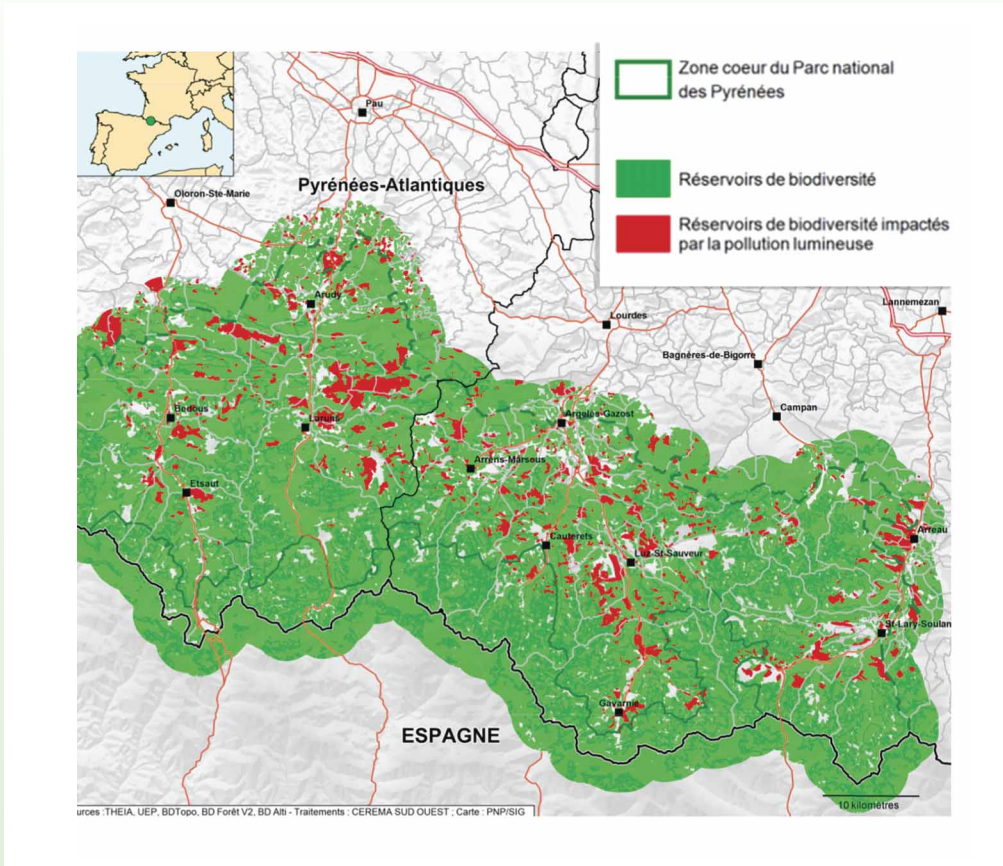 Zone coeur du Parc national
des Pyrénées
Réservoirs de biodiversité
Réservoirs de biodiversité impactés
par la pollution lumineuse
Pau
Oloron-Ste-Marie
Pyrénées-Atlantiques
Lannemezan
Arudy
Lourdes
Bagnères-de-Bigorre
Bedous
Laruns
Argelès-Gazost
Campan
Arrens-Marsous
Etsaut
Cauterets
Luz-St-Sauveur
Arreau
St-Lary-Soulan
Gavarnie
ESPAGNE
10 kilomètres
urces :THEIA, UEP, BDTopo, BD Forêt V2, BD Alti - Traitements : CEREMA SUD OUEST ; Carte : PNP/SIG